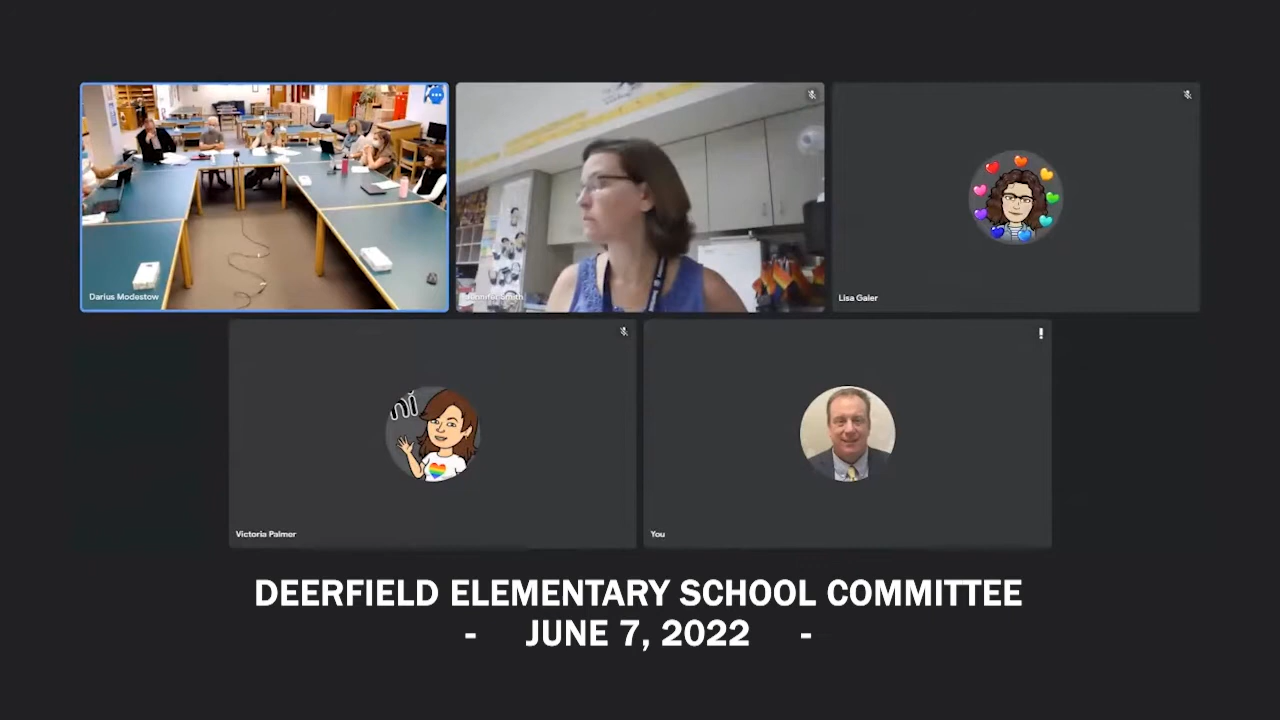 Darius Modestow
Jennifer Smith
Lisa Galer
Victoria Palmer
You
DEERFIELD ELEMENTARY SCHOOL COMMITTEE
- JUNE 7, 2022 -